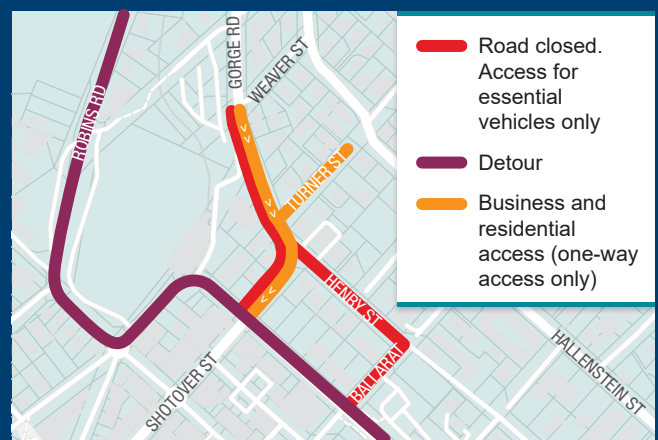 GORGE RD
WEAVER ST
ROBINS RD
TURNER ST
HENRY ST
BALLARAT
SHOTOVER ST
HALLENSTEIN ST
Road closed.
Access for
essential
vehicles only
Detour
Business and
residential
access (one-way
access only)